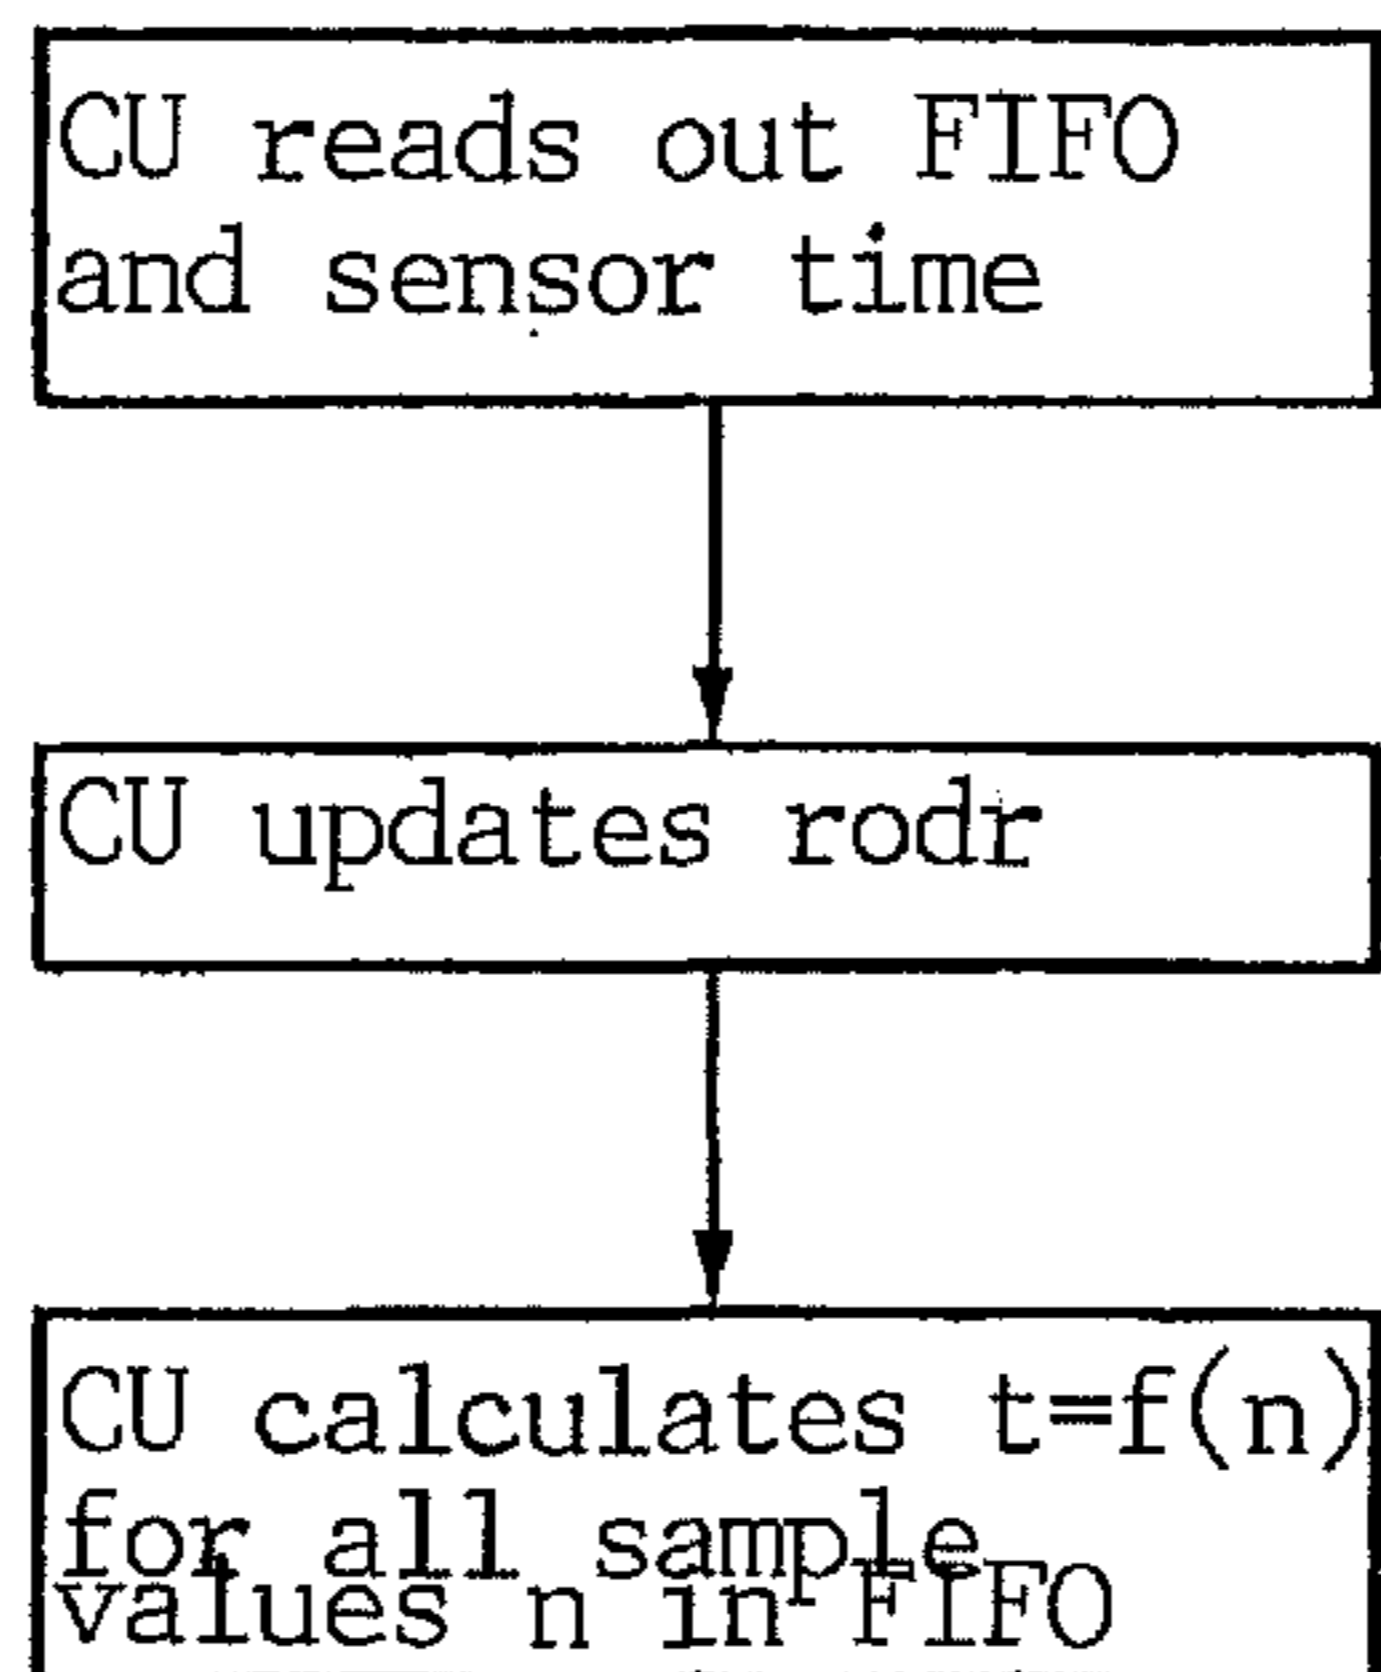 CU reads out FIFO
and sensor time
CU updates rodr
CU calculates t=f(n)
for all sample
values n in FIFO